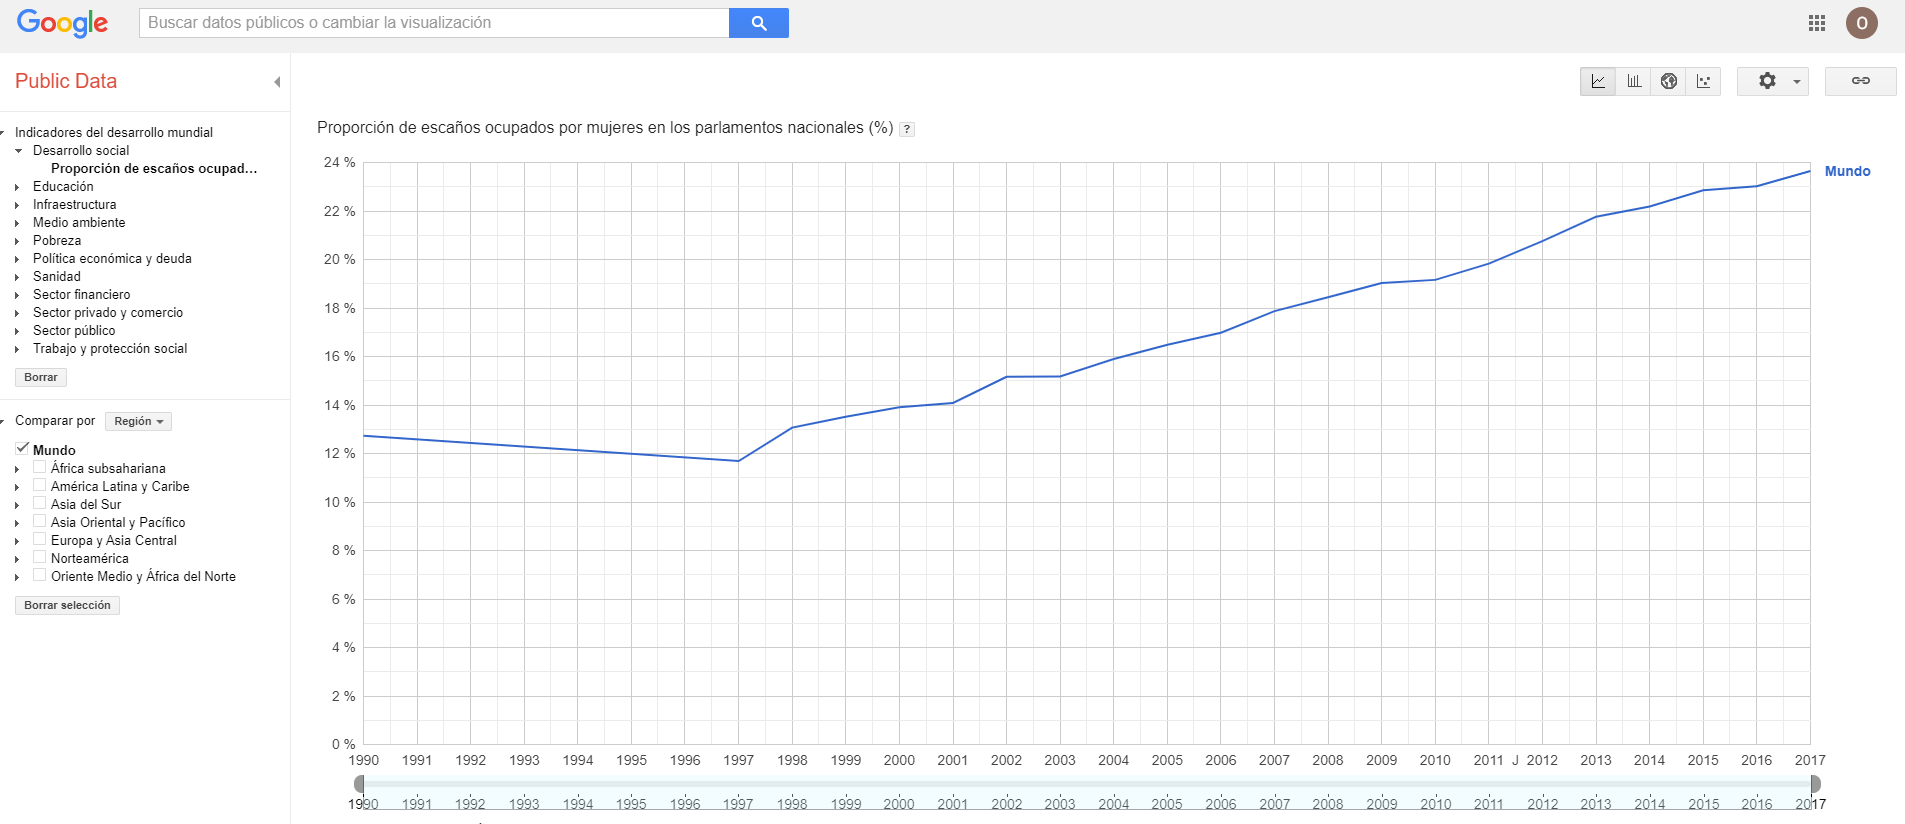 Google
Buscar datos públicos o cambiar la visualización
O
Public Data
Indicadores del desarrollo mundial
Desarrollo social
Proporción de escaños ocupad...
Educación
Infraestructura
Medio ambiente
Pobreza
Política económica y deuda
Sanidad
Sector financiero
Sector privado y comercio
Sector público
Trabajo y protección social
Borrar
Comparar por Región
Mundo
África subsahariana
América Latina y Caribe
Asia del Sur
Asia Oriental y Pacífico
Europa y Asia Central
Norteamérica
Oriente Medio y África del Norte
Borrar selección
Proporción de escaños ocupados por mujeres en los parlamentos nacionales (%) ?
24 %
22 %
20 %
18 %
16 %
14 %
12 %
10 %
8 %
6 %
4 %
2 %
0 %
Mundo
1990 1991 1992 1993 1994 1995 1996 1997 1998 1999 2000 2001 2002 2003 2004 2005 2006 2007 2008 2009 2010 2011 J 2012 2013 2014 2015 2016 2017
1990 1991 1992 1993 1994 1995 1996 1997 1998 1999 2000 2001 2002 2003 2004 2005 2006 2007 2008 2009 2010 2011 2012 2013 2014 2015 2016 2017